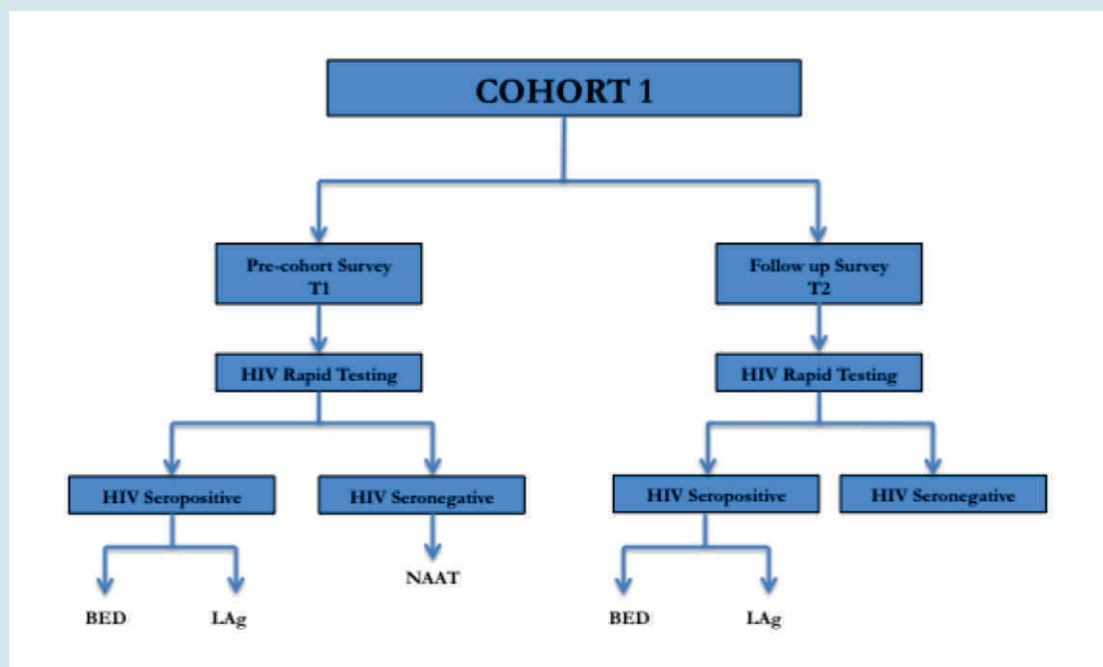 COHORT 1
Pre-cohort Survey
T1
Follow up Survey
T2
HIV Rapid Testing
HIV Rapid Testing
HIV Seropositive
HIV Seronegative
HIV Seropositive
HIV Seronegative
NAAT
BED
LAg
BED
LAg